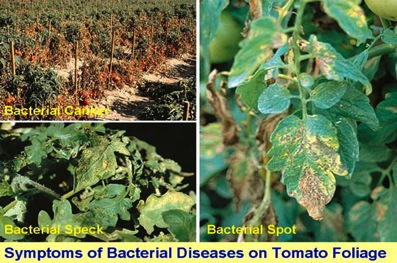 Bacterial Canker
Bacterial Speck
Bacterial Spot
Symptoms of Bacterial Diseases on Tomato Foliage